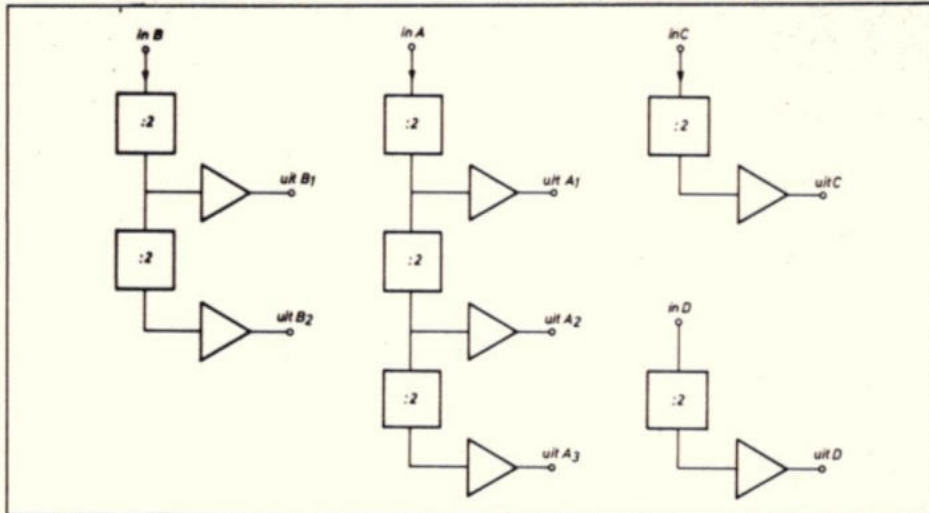 in B
in A
in C
:2
:2
:2
uit B1
uit A1
uit C
:2
:2
uit B2
uit A2
in D
:2
:2
uit A3
uit D